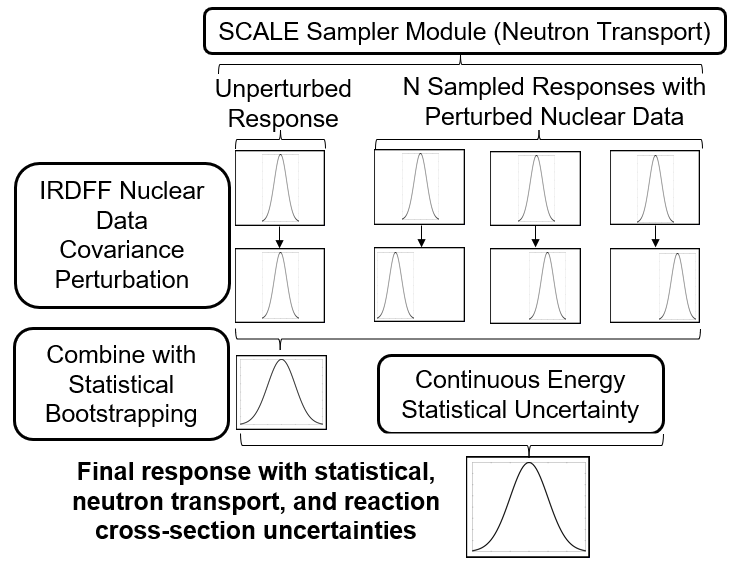 SCALE Sampler Module (Neutron Transport)
Unperturbed
Response
N Sampled Responses with
Perturbed Nuclear Data
IRDFF Nuclear
Data
Covariance
Perturbation
Combine with
Statistical
Bootstrapping
Continuous Energy
Statistical Uncertainty
Final response with statistical,
neutron transport, and reaction
cross-section uncertainties